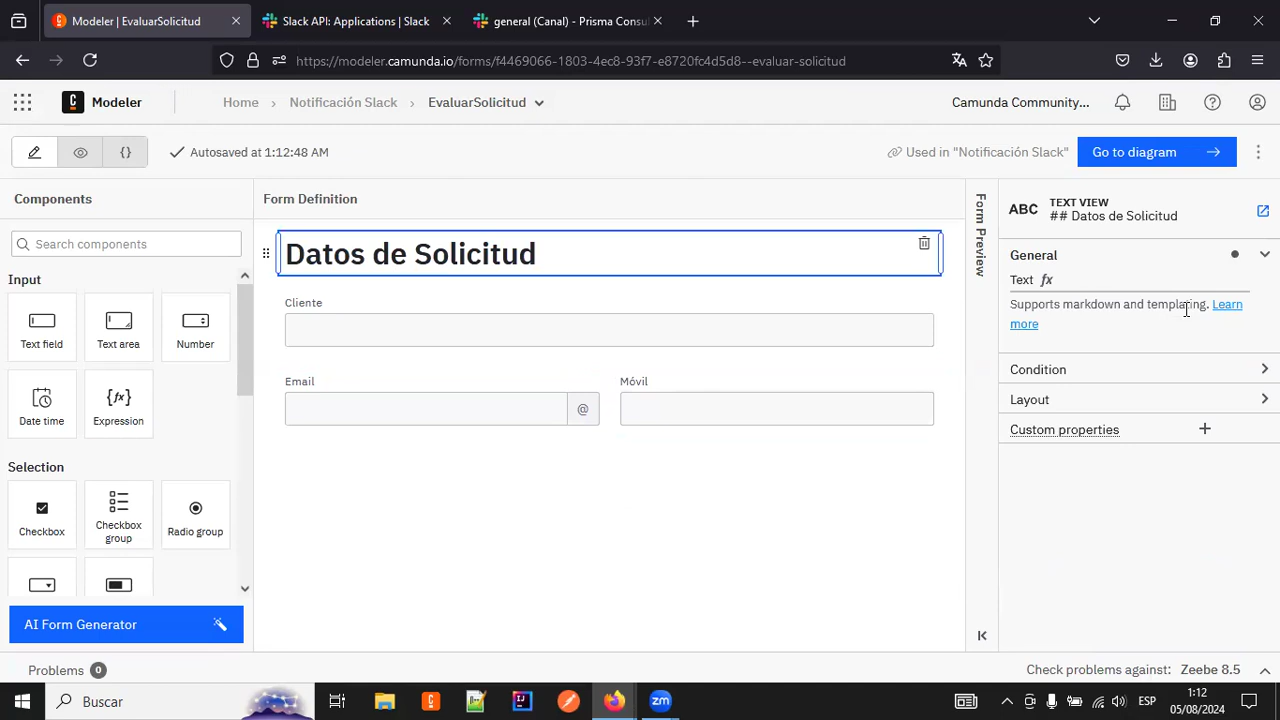 Modeler | EvaluarSolicitud
Slack API: Applications | Slack
general (Canal) - Prisma Consul
https://modeler.camunda.io/forms/f4469066-1803-4ec8-93f7-e8720fc4d5d8--evaluar-solicitud
Modeler
Home
Notificación Slack
EvaluarSolicitud
Camunda Community...
Autosaved at 1:12:48 AM
Used in "Notificación Slack"
Go to diagram
Components
Form Definition
Form Preview
ABC
TEXT VIEW
## Datos de Solicitud
Search components
Datos de Solicitud
General
Text fx
Supports markdown and templating. Learn
more
Input
Cliente
Text field
Text area
Number
Condition
Email
Móvil
Layout
@
{fx}
Date time
Expression
Custom properties
Selection
Checkbox
Checkbox
group
Radio group
AI Form Generator
Problems 0
Check problems against: Zeebe 8.5
Buscar
zm
ESP
1:12
05/08/2024